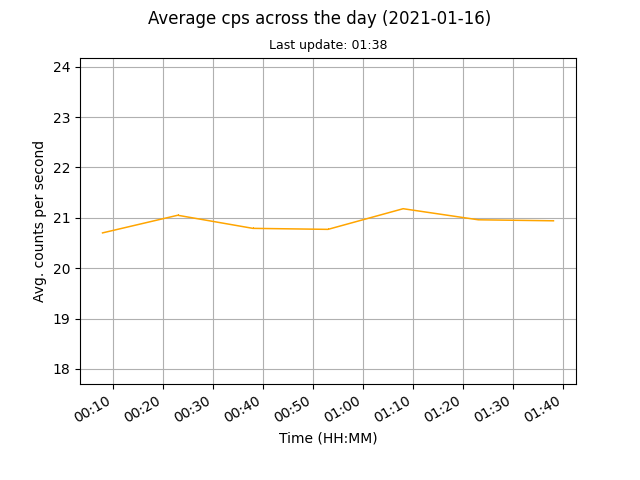 Average cps across the day (2021-01-16)
Last update: 01:38
24
23
22
21
20
19
18
Avg. counts per second
00:10 00:20 00:30 00:40 00:50 01:00 01:10 01:20 01:30 01:40
Time (HH:MM)